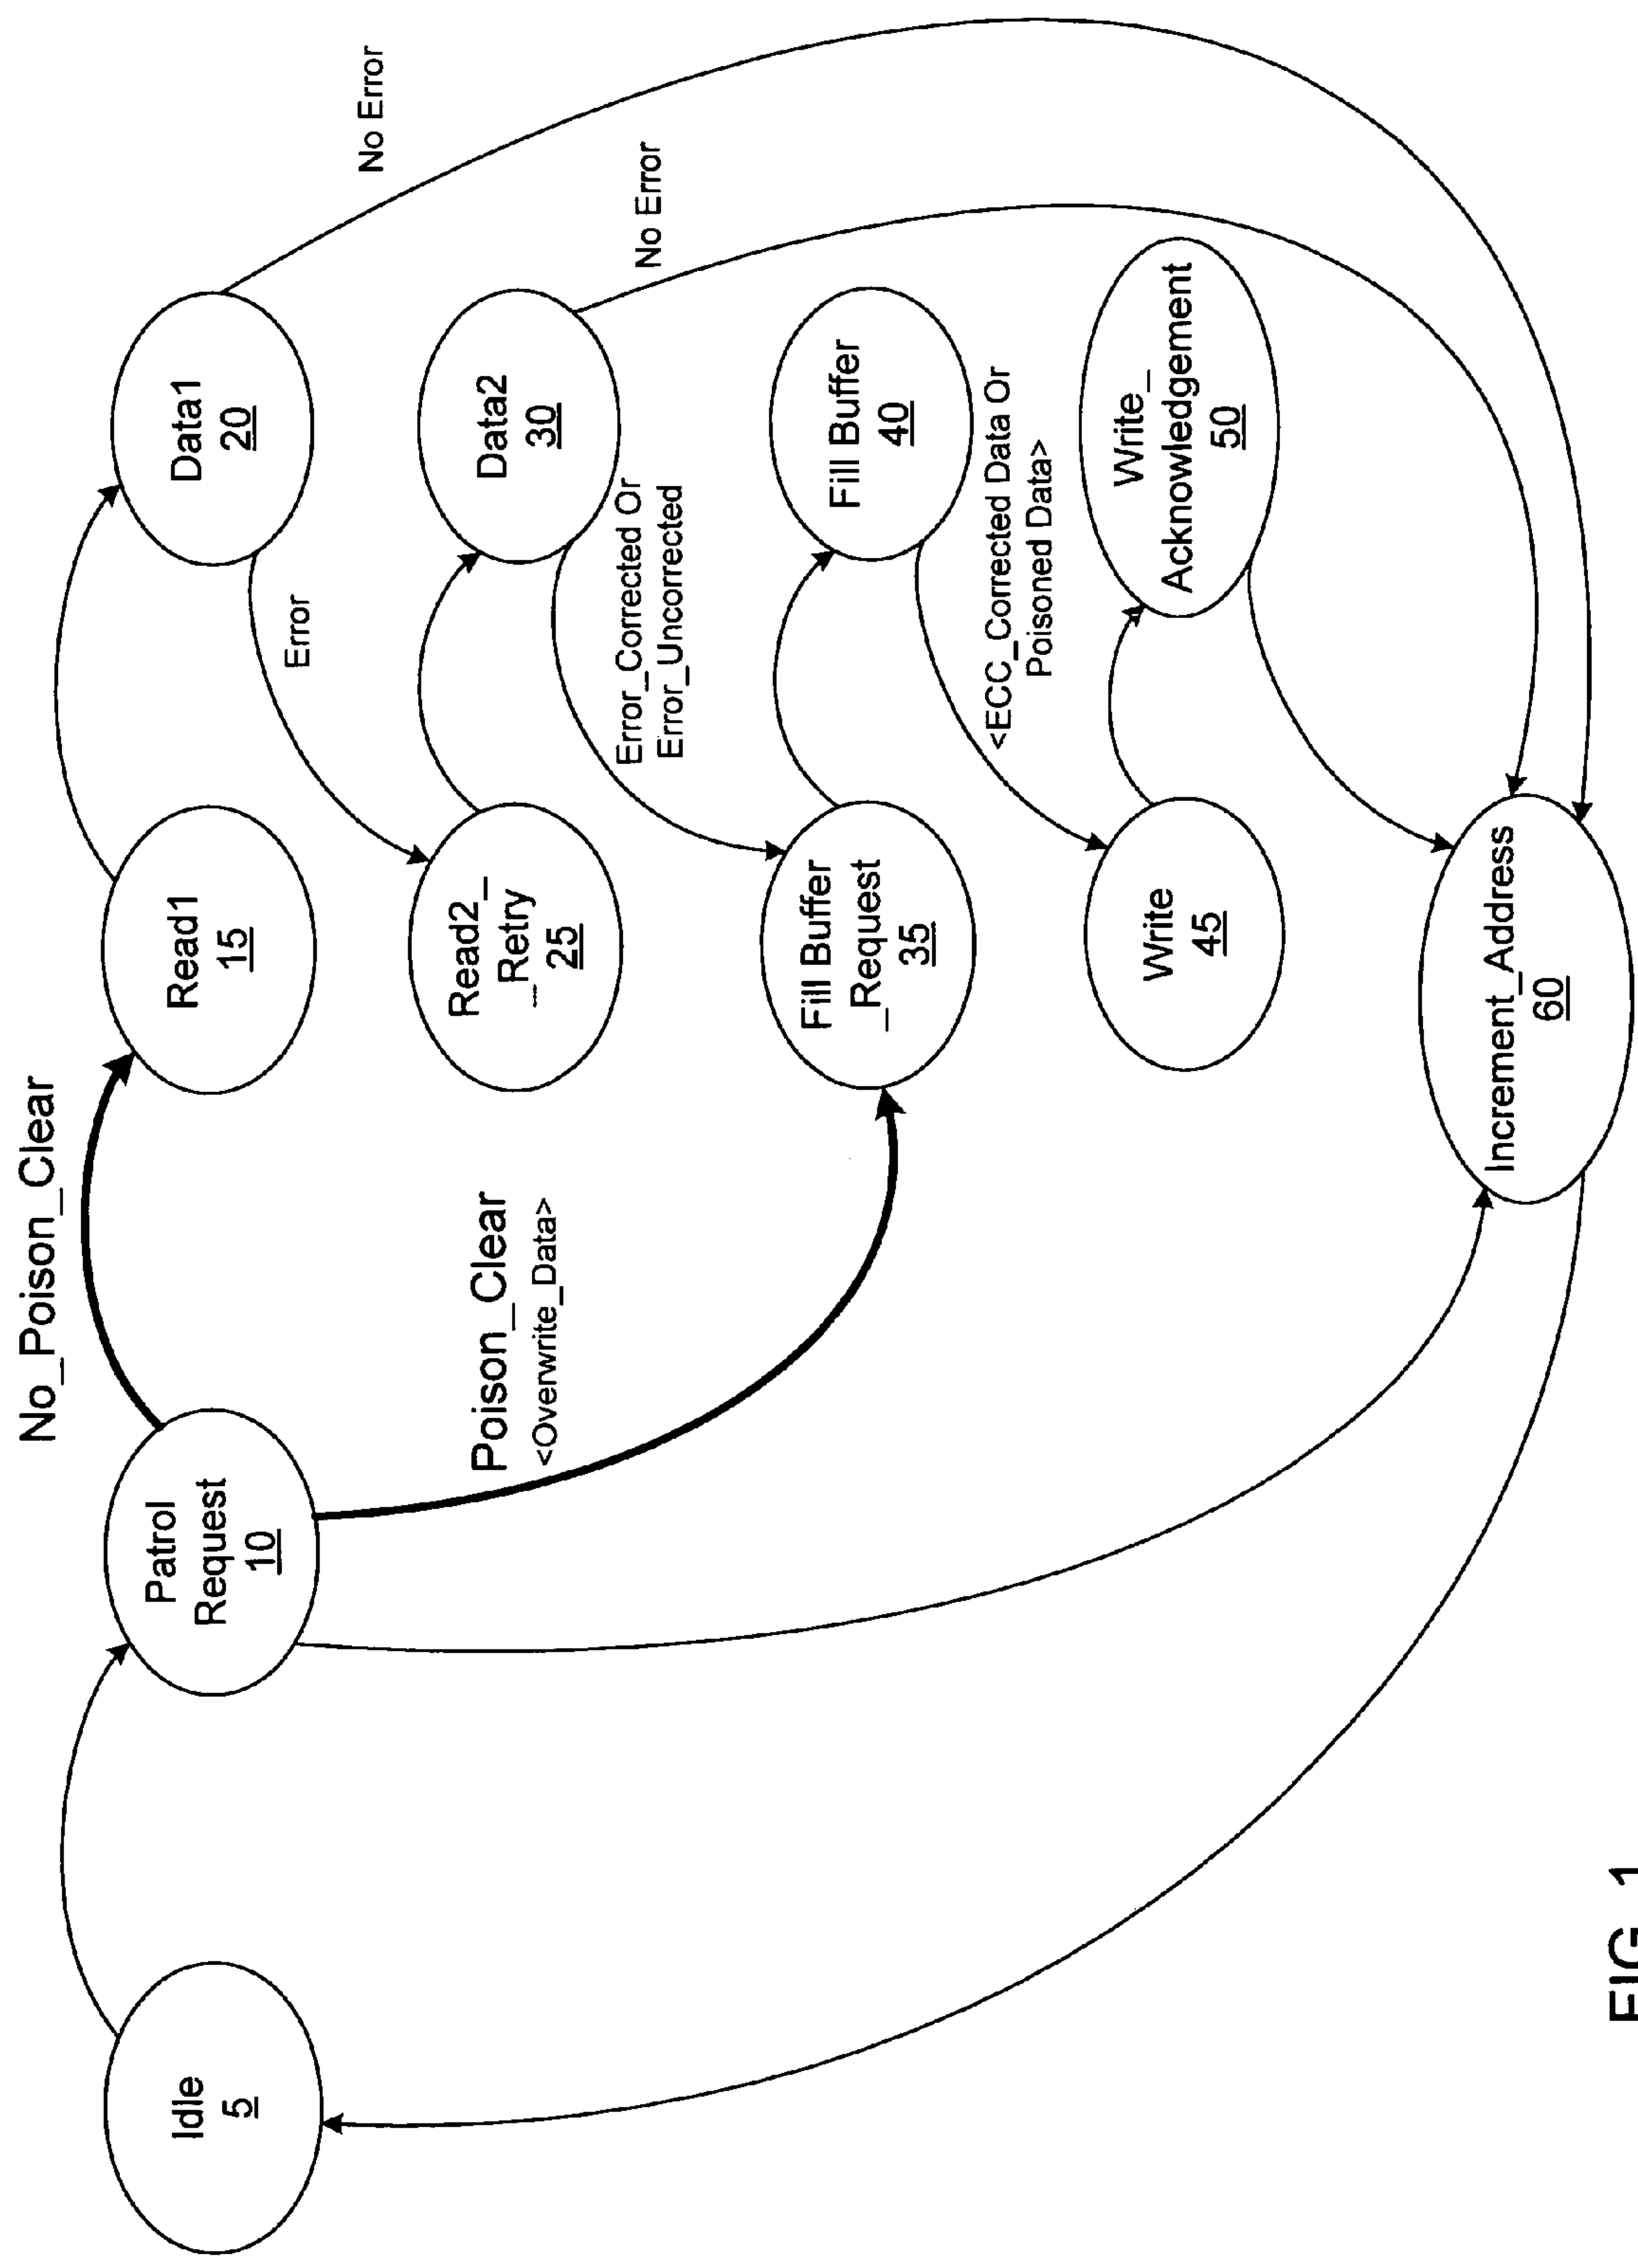 No_Poison_Clear
Idle
5
Patrol
Request
10
Read1
15
Data1
20
No Error
Error
Poison_Clear
<Overwrite_Data>
Read2_
_Retry
25
Data2
30
No Error
Error_Corrected Or
Error_Uncorrected
Fill Buffer
_Request
35
Fill Buffer
40
<ECC_Corrected Data Or
Poisoned Data>
Write
45
Write_
Acknowledgement
50
Increment_Address
60
FIG. 1